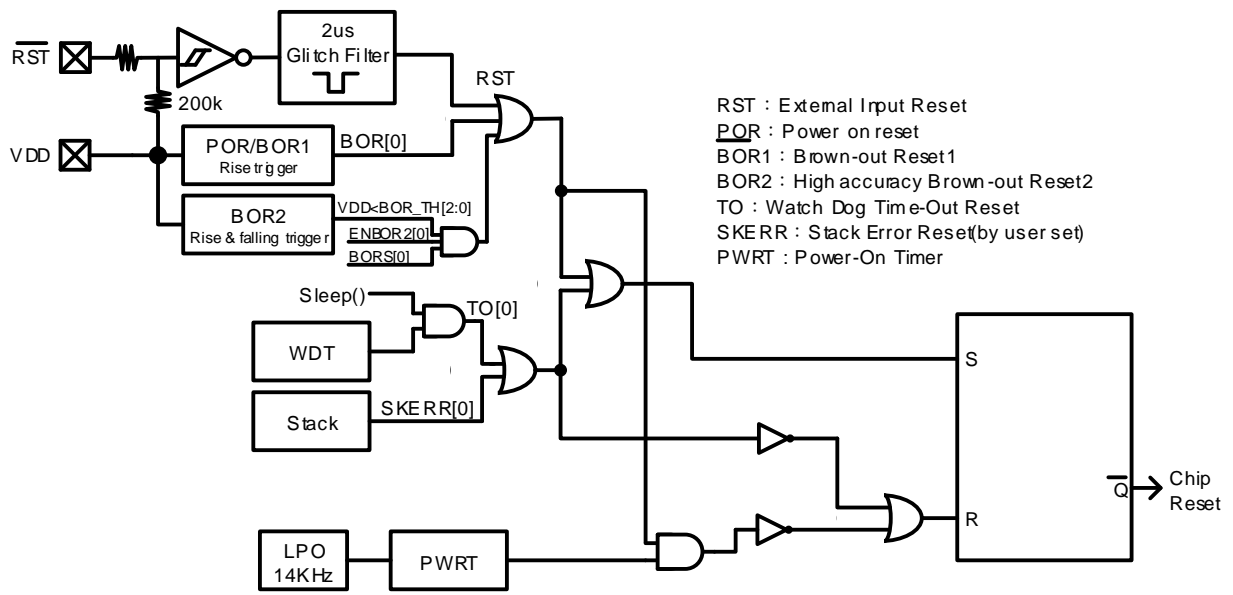 RST
2us
Glitch Filter
200k
RST
VDD
POR/BOR1
Rise trigger
BOR[0]
BOR2
Rise & falling trigger
VDD<BOR_TH[2:0]
ENBOR2[0]
BORS[0]
RST : External Input Reset
POR : Power on reset
BOR1 : Brown-out Reset1
BOR2 : High accuracy Brown-out Reset2
TO : Watch Dog Time-Out Reset
SKERR : Stack Error Reset(by user set)
PWRT : Power-On Timer
Sleep()
TO[0]
WDT
Stack
SKERR[0]
LPO
14KHz
PWRT
S
R
Q
Chip
Reset